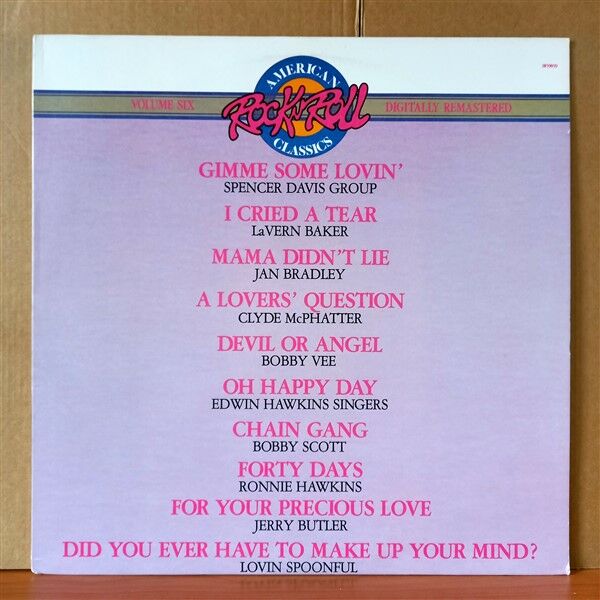 AMERICAN
VOLUME SIX ROCK N' ROLL DIGITALLY REMASTERED
CLASSICS
GIMME SOME LOVIN'
SPENCER DAVIS GROUP
I CRIED A TEAR
LaVERN BAKER
MAMA DIDN'T LIE
JAN BRADLEY
A LOVERS' QUESTION
CLYDE McPHATTER
DEVIL OR ANGEL
BOBBY VEE
OH HAPPY DAY
EDWIN HAWKINS SINGERS
CHAIN GANG
BOBBY SCOTT
FORTY DAYS
RONNIE HAWKINS
FOR YOUR PRECIOUS LOVE
JERRY BUTLER
DID YOU EVER HAVE TO MAKE UP YOUR MIND?
LOVIN SPOONFUL